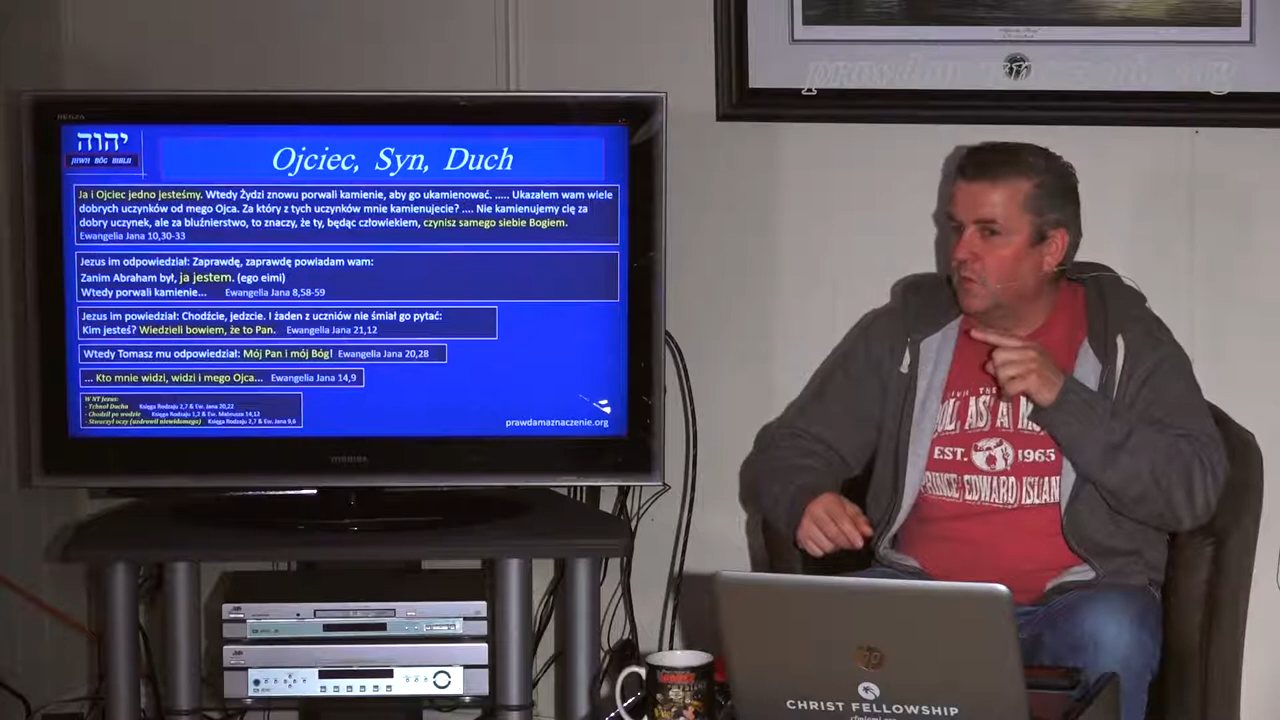 REGZA
יהוה
JHWH BÓG BIBLII
Ojciec, Syn, Duch
Ja i Ojciec jedno jesteśmy. Wtedy Żydzi znowu porwali kamienie, aby go ukamienować. ..... Ukazałem wam wiele
dobrych uczynków od mego Ojca. Za który z tych uczynków mnie kamienujecie? .... Nie kamienujemy cię za
dobry uczynek, ale za bluźnierstwo, to znaczy, że ty, będąc człowiekiem, czynisz samego siebie Bogiem.
Ewangelia Jana 10,30-33
Jezus im odpowiedział: Zaprawdę, zaprawdę powiadam wam:
Zanim Abraham był, ja jestem. (ego eimi)
Wtedy porwali kamienie... Ewangelia Jana 8,58-59
Jezus im powiedział: Chodźcie, jedzcie. I żaden z uczniów nie śmiał go pytać:
Kim jesteś? Wiedzieli bowiem, że to Pan. Ewangelia Jana 21,12
Wtedy Tomasz mu odpowiedział: Mój Pan i mój Bóg! Ewangelia Jana 20,28
... Kto mnie widzi, widzi i mego Ojca... Ewangelia Jana 14,9
W NT Jezus:
- Tchnął Ducha Księga Rodzaju 2,7 & Ew. Jana 20,22
- Chodził po wodzie Księga Rodzaju 1,2 & Ew. Mateusza 14,12
- Stworzył oczy (uzdrowił niewidomego) Księga Rodzaju 2,7 & Ew. Jana 9,6
prawdamaznaczenie.org
TOSHIBA
EST. 1965
PRINCE EDWARD ISLAN
hp
CHRIST FELLOWSHIP